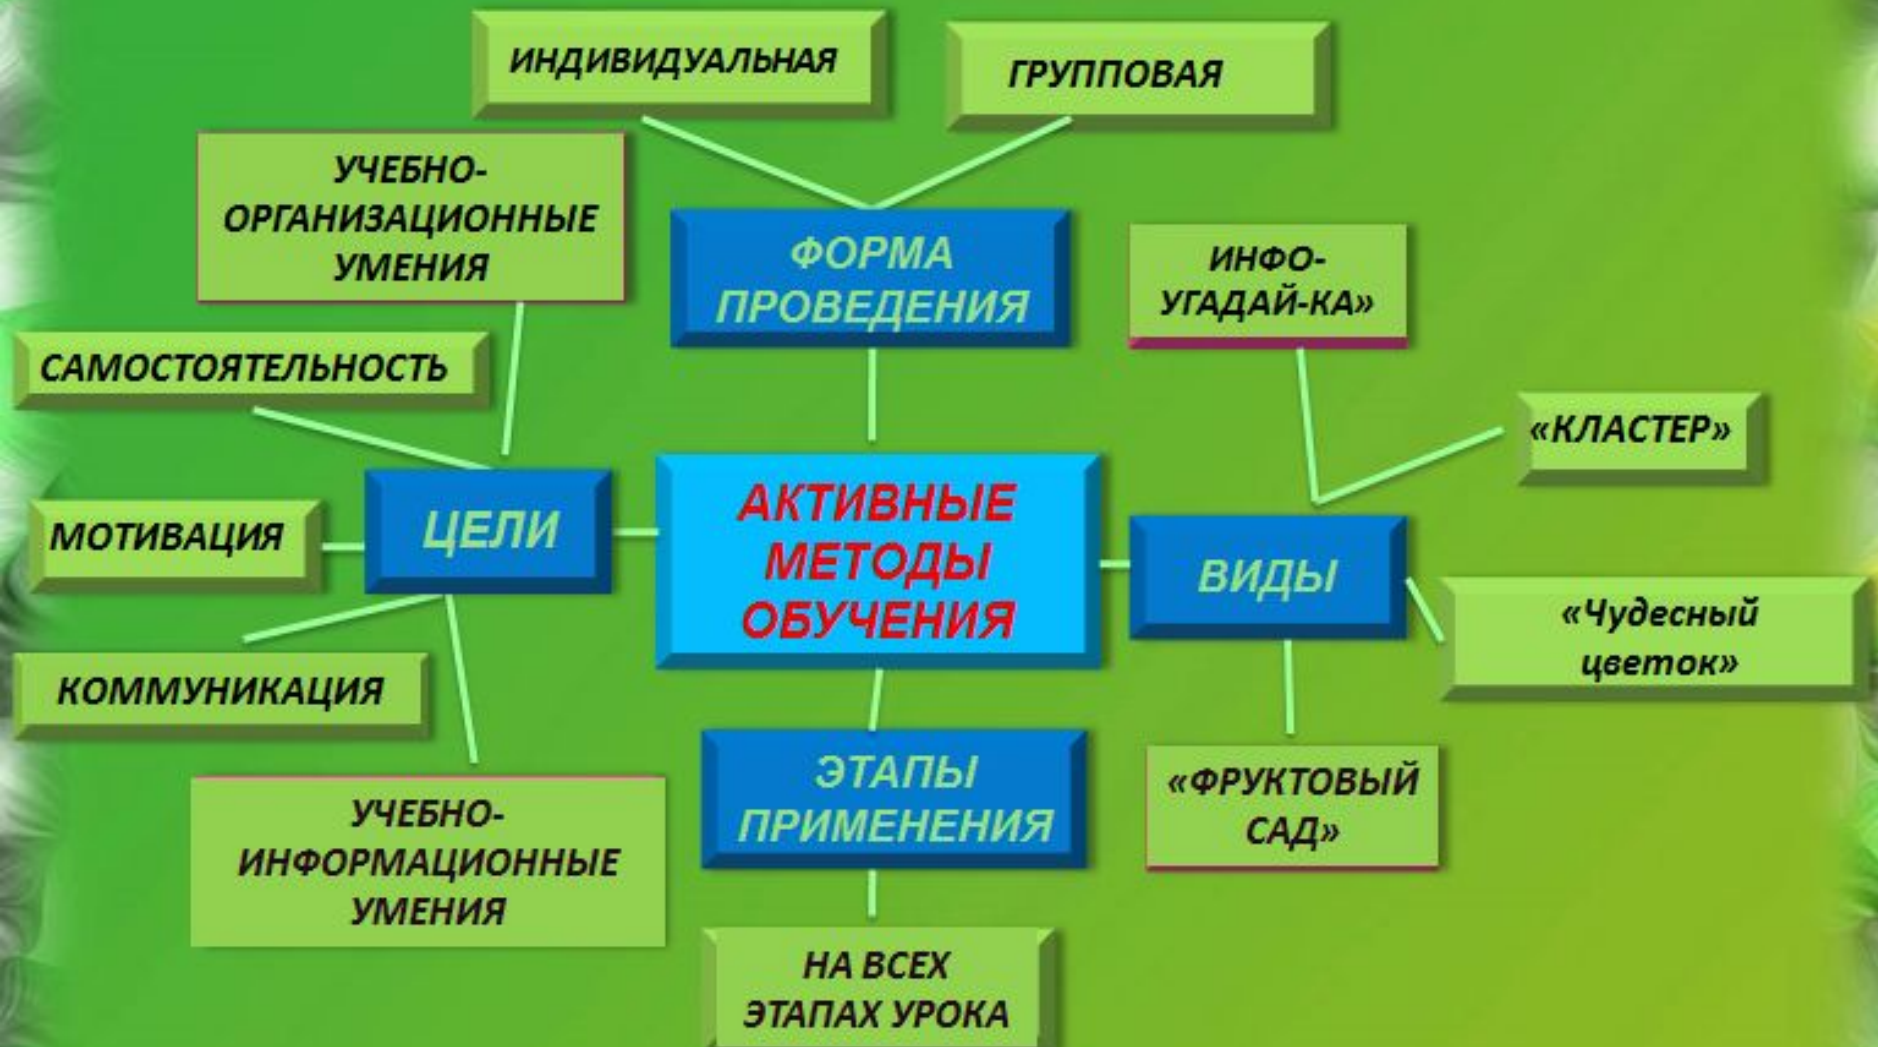 ИНДИВИДУАЛЬНАЯ
ГРУППОВАЯ
УЧЕБНО-
ОРГАНИЗАЦИОННЫЕ
УМЕНИЯ
ФОРМА
ПРОВЕДЕНИЯ
ИНФО-
УГАДАЙ-КА»
САМОСТОЯТЕЛЬНОСТЬ
«КЛАСТЕР»
МОТИВАЦИЯ
ЦЕЛИ
АКТИВНЫЕ
МЕТОДЫ
ОБУЧЕНИЯ
ВИДЫ
«Чудесный
цветок»
КОММУНИКАЦИЯ
ЭТАПЫ
ПРИМЕНЕНИЯ
«ФРУКТОВЫЙ
САД»
УЧЕБНО-
ИНФОРМАЦИОННЫЕ
УМЕНИЯ
НА ВСЕХ
ЭТАПАХ УРОКА